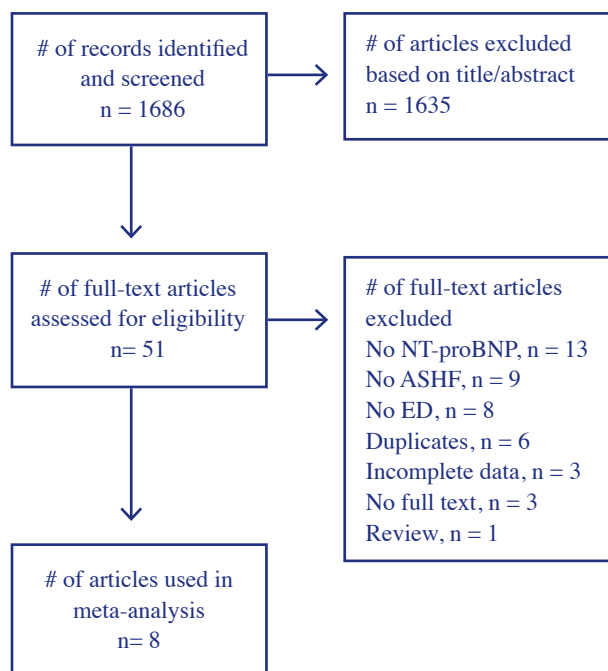 # of records identified
and screened
n = 1686
# of articles excluded
based on title/abstract
n = 1635
# of full-text articles
assessed for eligibility
n= 51
# of full-text articles
excluded
No NT-proBNP, n = 13
No ASHF, n = 9
No ED, n = 8
Duplicates, n = 6
Incomplete data, n = 3
No full text, n = 3
Review, n = 1
# of articles used in
meta-analysis
n= 8